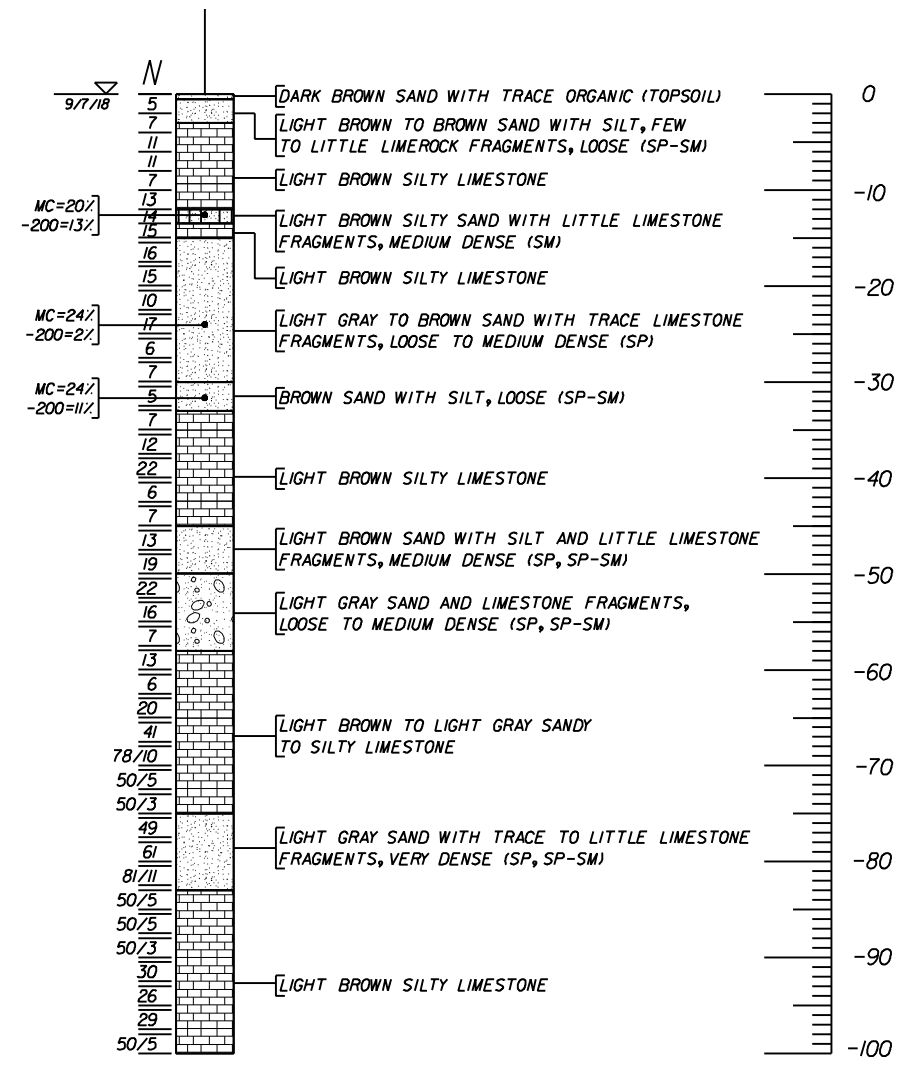 N
9/7/18
5
7
11
11
7
13
14
15
16
15
10
17
6
7
5
7
12
22
6
7
13
19
22
16
7
13
6
20
41
78/10
50/5
50/3
49
61
81/11
50/5
50/5
50/3
30
26
29
50/5
MC=20%
-200=13%
MC=24%
-200=2%
MC=24%
-200=11%
DARK BROWN SAND WITH TRACE ORGANIC (TOPSOIL)
LIGHT BROWN TO BROWN SAND WITH SILT, FEW
TO LITTLE LIMEROCK FRAGMENTS, LOOSE (SP-SM)
LIGHT BROWN SILTY LIMESTONE
LIGHT BROWN SILTY SAND WITH LITTLE LIMESTONE
FRAGMENTS, MEDIUM DENSE (SM)
LIGHT BROWN SILTY LIMESTONE
LIGHT GRAY TO BROWN SAND WITH TRACE LIMESTONE
FRAGMENTS, LOOSE TO MEDIUM DENSE (SP)
BROWN SAND WITH SILT, LOOSE (SP-SM)
LIGHT BROWN SILTY LIMESTONE
LIGHT BROWN SAND WITH SILT AND LITTLE LIMESTONE
FRAGMENTS, MEDIUM DENSE (SP, SP-SM)
LIGHT GRAY SAND AND LIMESTONE FRAGMENTS,
LOOSE TO MEDIUM DENSE (SP, SP-SM)
LIGHT BROWN TO LIGHT GRAY SANDY
TO SILTY LIMESTONE
LIGHT GRAY SAND WITH TRACE TO LITTLE LIMESTONE
FRAGMENTS, VERY DENSE (SP, SP-SM)
LIGHT BROWN SILTY LIMESTONE
0
-10
-20
-30
-40
-50
-60
-70
-80
-90
-100